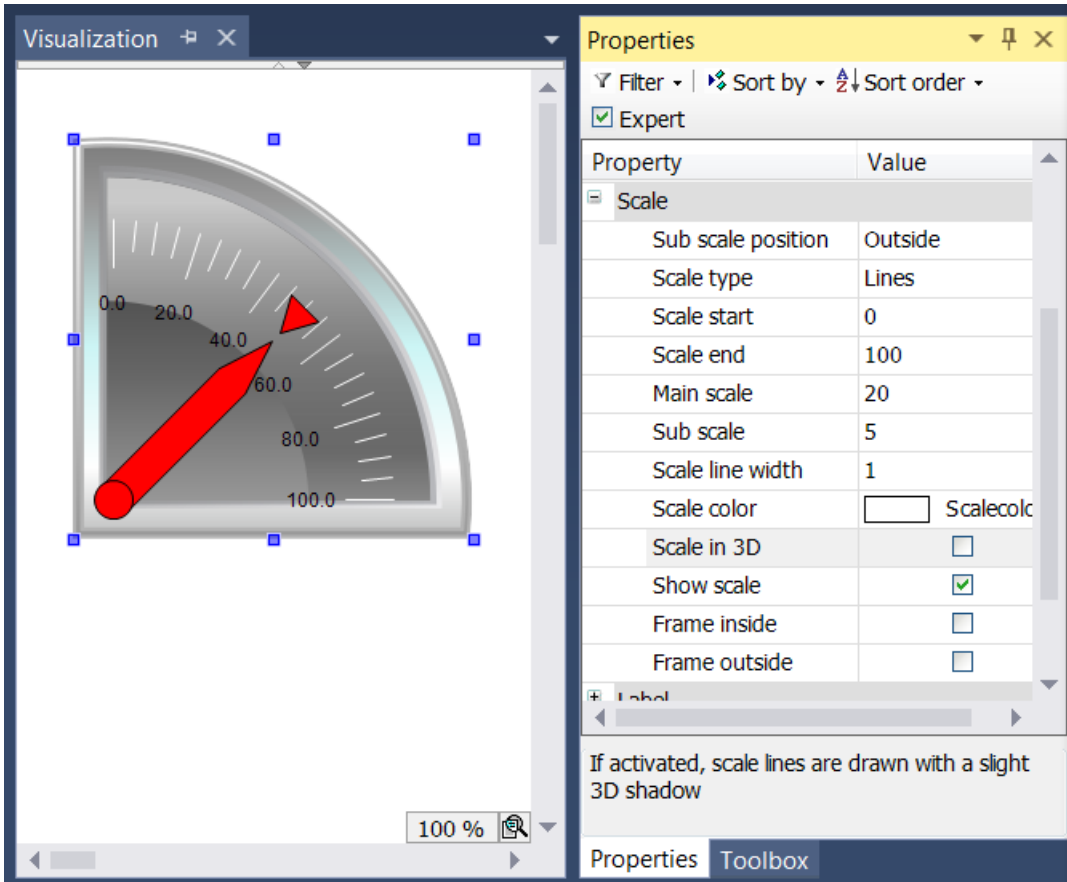 Visualization
0.0
20.0
40.0
60.0
80.0
100.0
100 %
Properties
Filter Sort by Sort order
Expert
Property Value
Scale
Sub scale position Outside
Scale type Lines
Scale start 0
Scale end 100
Main scale 20
Sub scale 5
Scale line width 1
Scale color Scalecolo
Scale in 3D
Show scale
Frame inside
Frame outside
Label
If activated, scale lines are drawn with a slight
3D shadow
Properties Toolbox